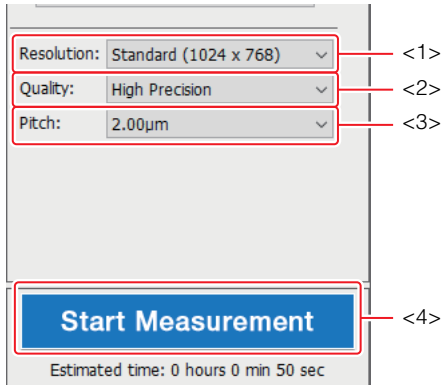 Resolution: Standard (1024 x 768) <1>
Quality: High Precision <2>
Pitch: 2.00µm <3>
Start Measurement <4>
Estimated time: 0 hours 0 min 50 sec